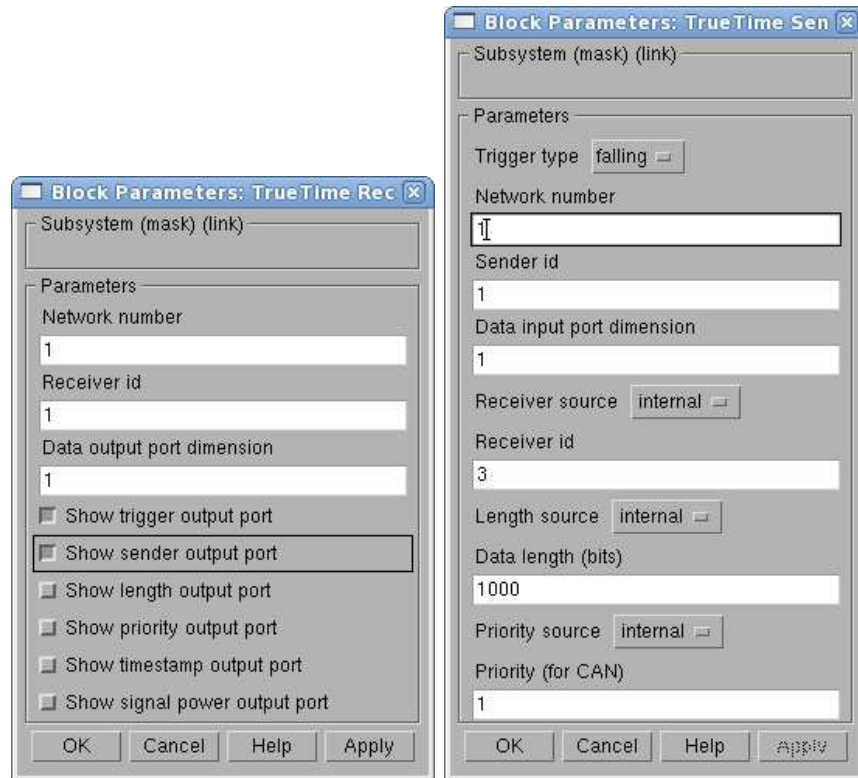 Block Parameters: TrueTime Rec
Subsystem (mask) (link)
Parameters
Network number
1
Receiver id
1
Data output port dimension
1
Show trigger output port
Show sender output port
Show length output port
Show priority output port
Show timestamp output port
Show signal power output port
OK Cancel Help Apply
Block Parameters: TrueTime Sen
Subsystem (mask) (link)
Parameters
Trigger type falling
Network number
1
Sender id
1
Data input port dimension
1
Receiver source internal
Receiver id
3
Length source internal
Data length (bits)
1000
Priority source internal
Priority (for CAN)
1
OK Cancel Help Apply